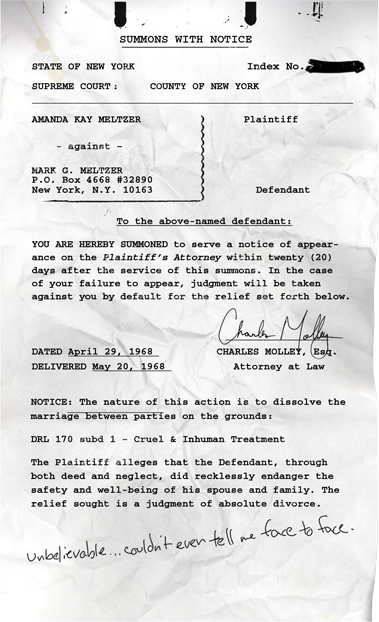 SUMMONS WITH NOTICE
STATE OF NEW YORK Index No.
SUPREME COURT: COUNTY OF NEW YORK
AMANDA KAY MELTZER Plaintiff
- against -
MARK G. MELTZER
P.O. Box 4668 #32890
New York, N.Y. 10163 Defendant
To the above-named defendant:
YOU ARE HEREBY SUMMONED to serve a notice of appear-
ance on the Plaintiff's Attorney within twenty (20)
days after the service of this summons. In the case
of your failure to appear, judgment will be taken
against you by default for the relief set forth below.
Charles Molley
DATED April 29, 1968 CHARLES MOLLEY, Esq.
DELIVERED May 20, 1968 Attorney at Law
NOTICE: The nature of this action is to dissolve the
marriage between parties on the grounds:
DRL 170 subd 1 - Cruel & Inhuman Treatment
The Plaintiff alleges that the Defendant, through
both deed and neglect, did recklessly endanger the
safety and well-being of his spouse and family. The
relief sought is a judgment of absolute divorce.
Unbelievable...couldn't even tell me face to face.